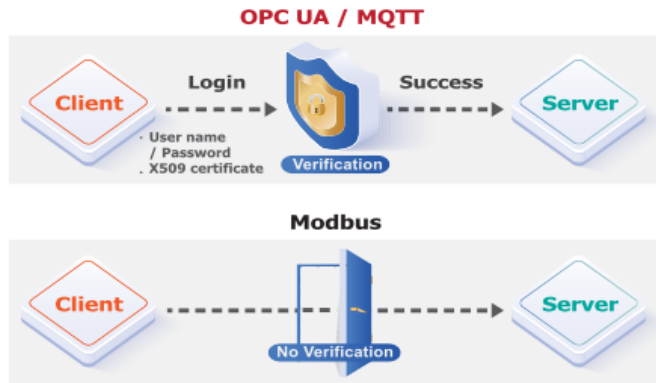 OPC UA / MQTT
Client
Login
· User name
/ Password
. X509 certificate
Verification
Success
Server
Modbus
Client
No Verification
Server